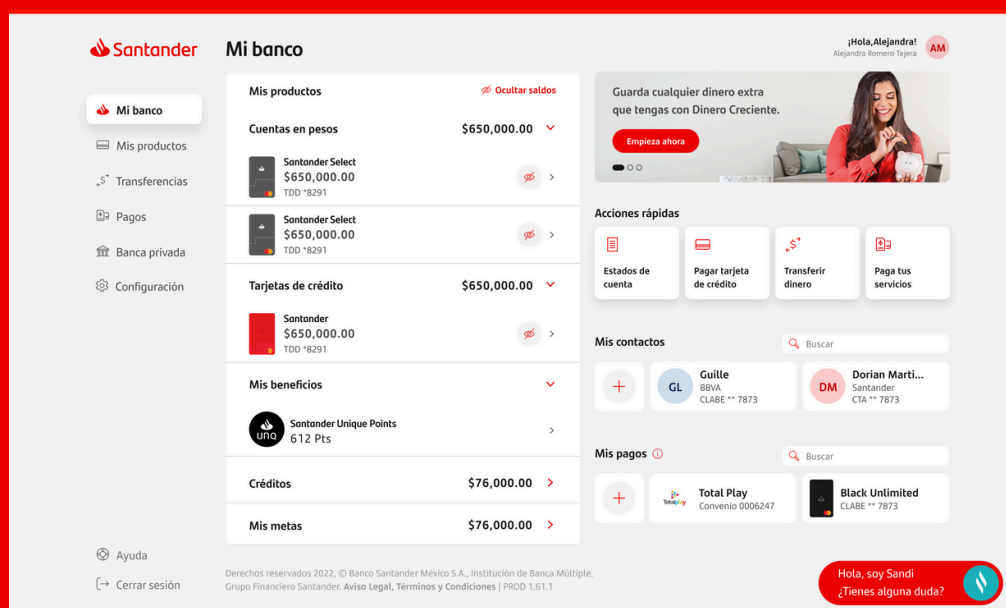 Santander
Mi banco
¡Hola,Alejandra!
Alejandra Romero Tejera
AM
Mi banco
Mis productos
Transferencias
Pagos
Banca privada
Configuración
Ayuda
Cerrar sesión
Mis productos
Ocultar saldos
Cuentas en pesos
$650,000.00
Santander Select
$650,000.00
TDD *8291
Santander Select
$650,000.00
TDD *8291
Tarjetas de crédito
$650,000.00
Santander
$650,000.00
TDD *8291
Mis beneficios
unq
Santander Unique Points
612 Pts
Créditos
$76,000.00
Mis metas
$76,000.00
Guarda cualquier dinero extra
que tengas con Dinero Creciente.
Empieza ahora
Acciones rápidas
Estados de
cuenta
Pagar tarjeta
de crédito
Transferir
dinero
Paga tus
servicios
Mis contactos
Buscar
GL
Guille
BBVA
CLABE ** 7873
DM
Dorian Marti...
Santander
CTA ** 7873
Mis pagos
Buscar
Totalplay
Total Play
Convenio 0006247
Black Unlimited
CLABE ** 7873
Derechos reservados 2022, © Banco Santander México S.A., Institución de Banca Múltiple,
Grupo Financiero Santander. Aviso Legal, Términos y Condiciones | PROD 1.61.1
Hola, soy Sandi
¿Tienes alguna duda?